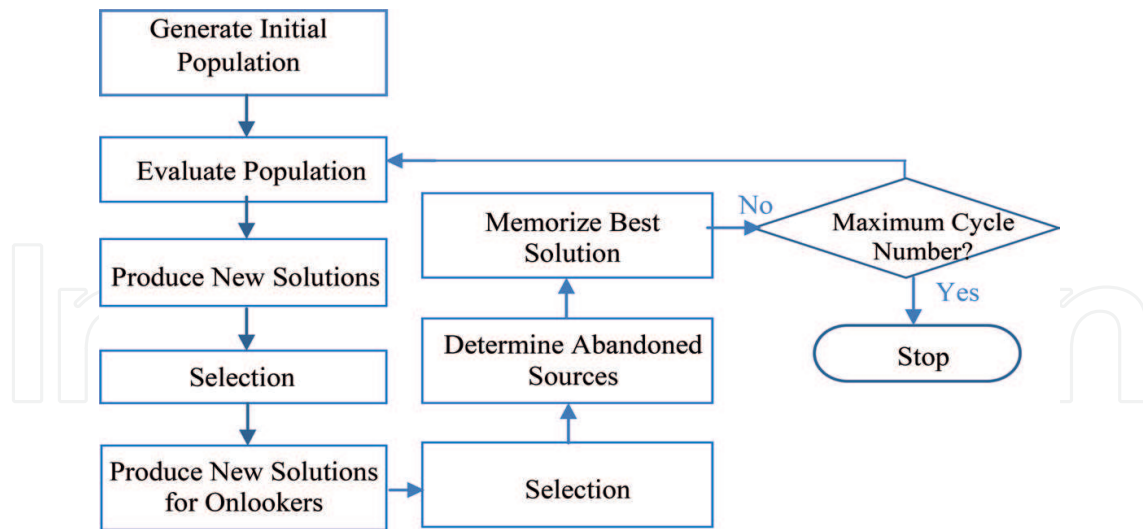 Generate Initial
Population
Evaluate Population
Produce New Solutions
Selection
Produce New Solutions
for Onlookers
Selection
Determine Abandoned
Sources
Memorize Best
Solution
No
Maximum Cycle
Number?
Yes
Stop